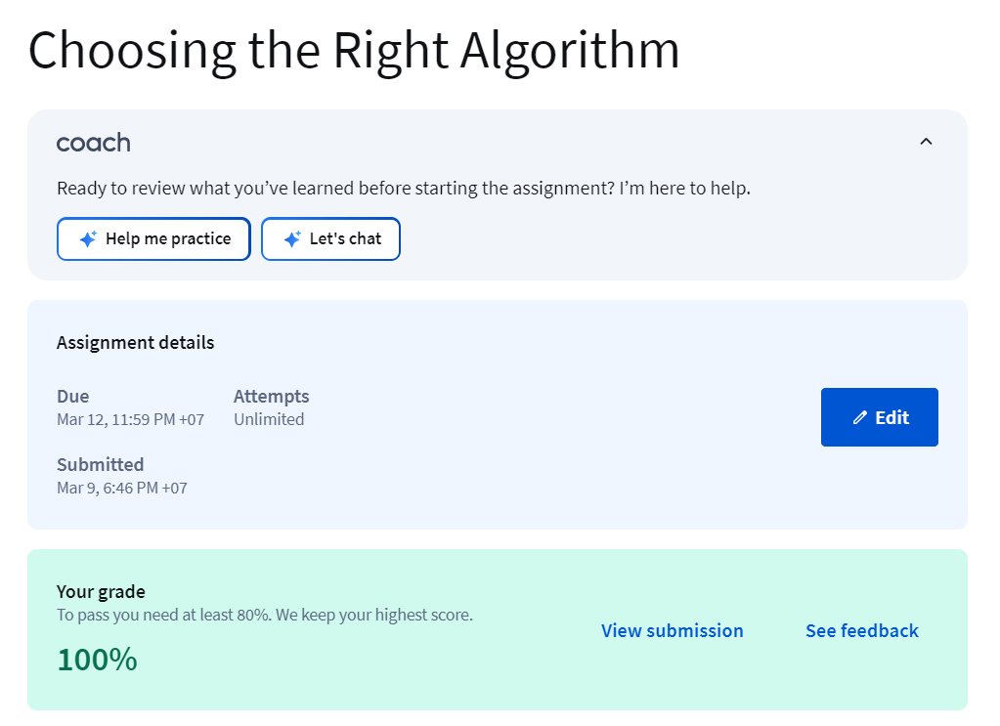 Choosing the Right Algorithm
coach
Ready to review what you’ve learned before starting the assignment? I’m here to help.
Help me practice
Let's chat
Assignment details
Due
Mar 12, 11:59 PM +07
Attempts
Unlimited
Edit
Submitted
Mar 9, 6:46 PM +07
Your grade
To pass you need at least 80%. We keep your highest score.
100%
View submission
See feedback